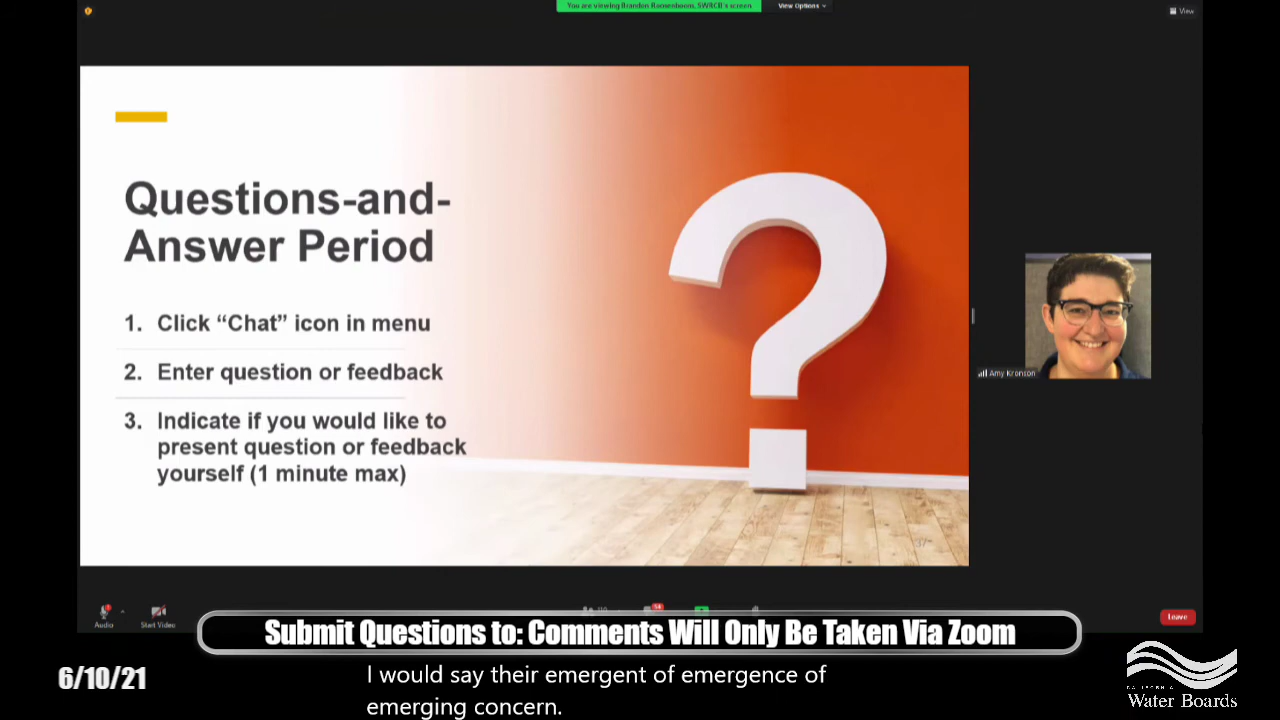 You are viewing Brandon Roosenboom, SWRCB's screen
View Options
View
Questions-and-
Answer Period
1. Click “Chat” icon in menu
2. Enter question or feedback
3. Indicate if you would like to
present question or feedback
yourself (1 minute max)
37
Amy Kronson
Audio
Start Video
Leave
Submit Questions to: Comments Will Only Be Taken Via Zoom
6/10/21
I would say their emergent of emergence of
emerging concern.
CALIFORNIA
Water Boards